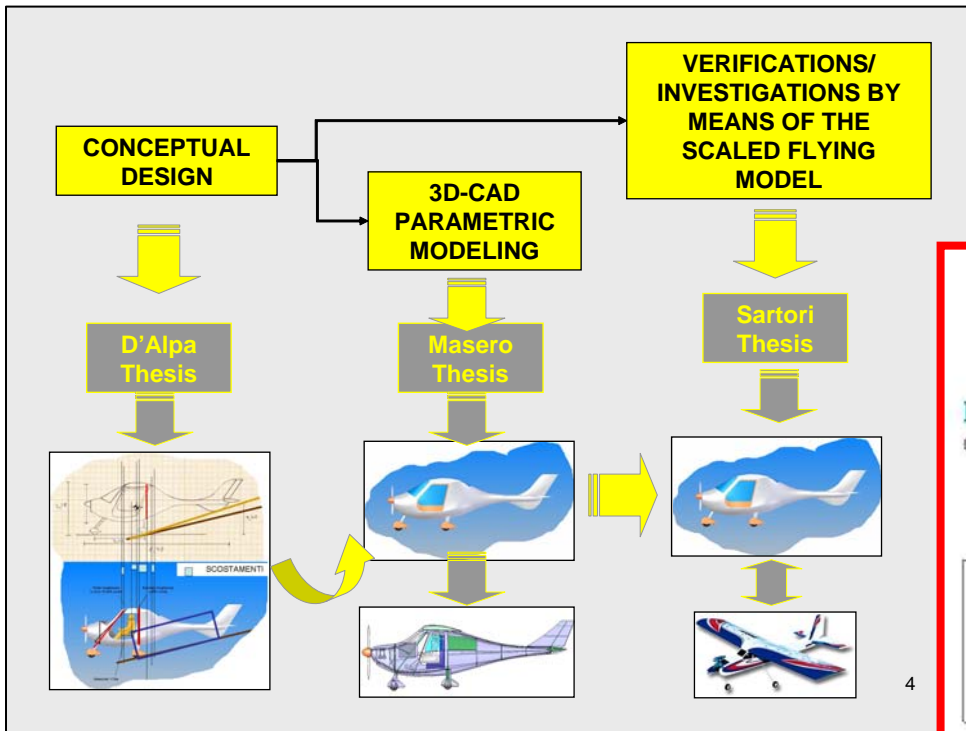 CONCEPTUAL
DESIGN
3D-CAD
PARAMETRIC
MODELING
VERIFICATIONS/
INVESTIGATIONS BY
MEANS OF THE
SCALED FLYING
MODEL
D'Alpa
Thesis
Masero
Thesis
Sartori
Thesis
SCOSTAMENTI
4